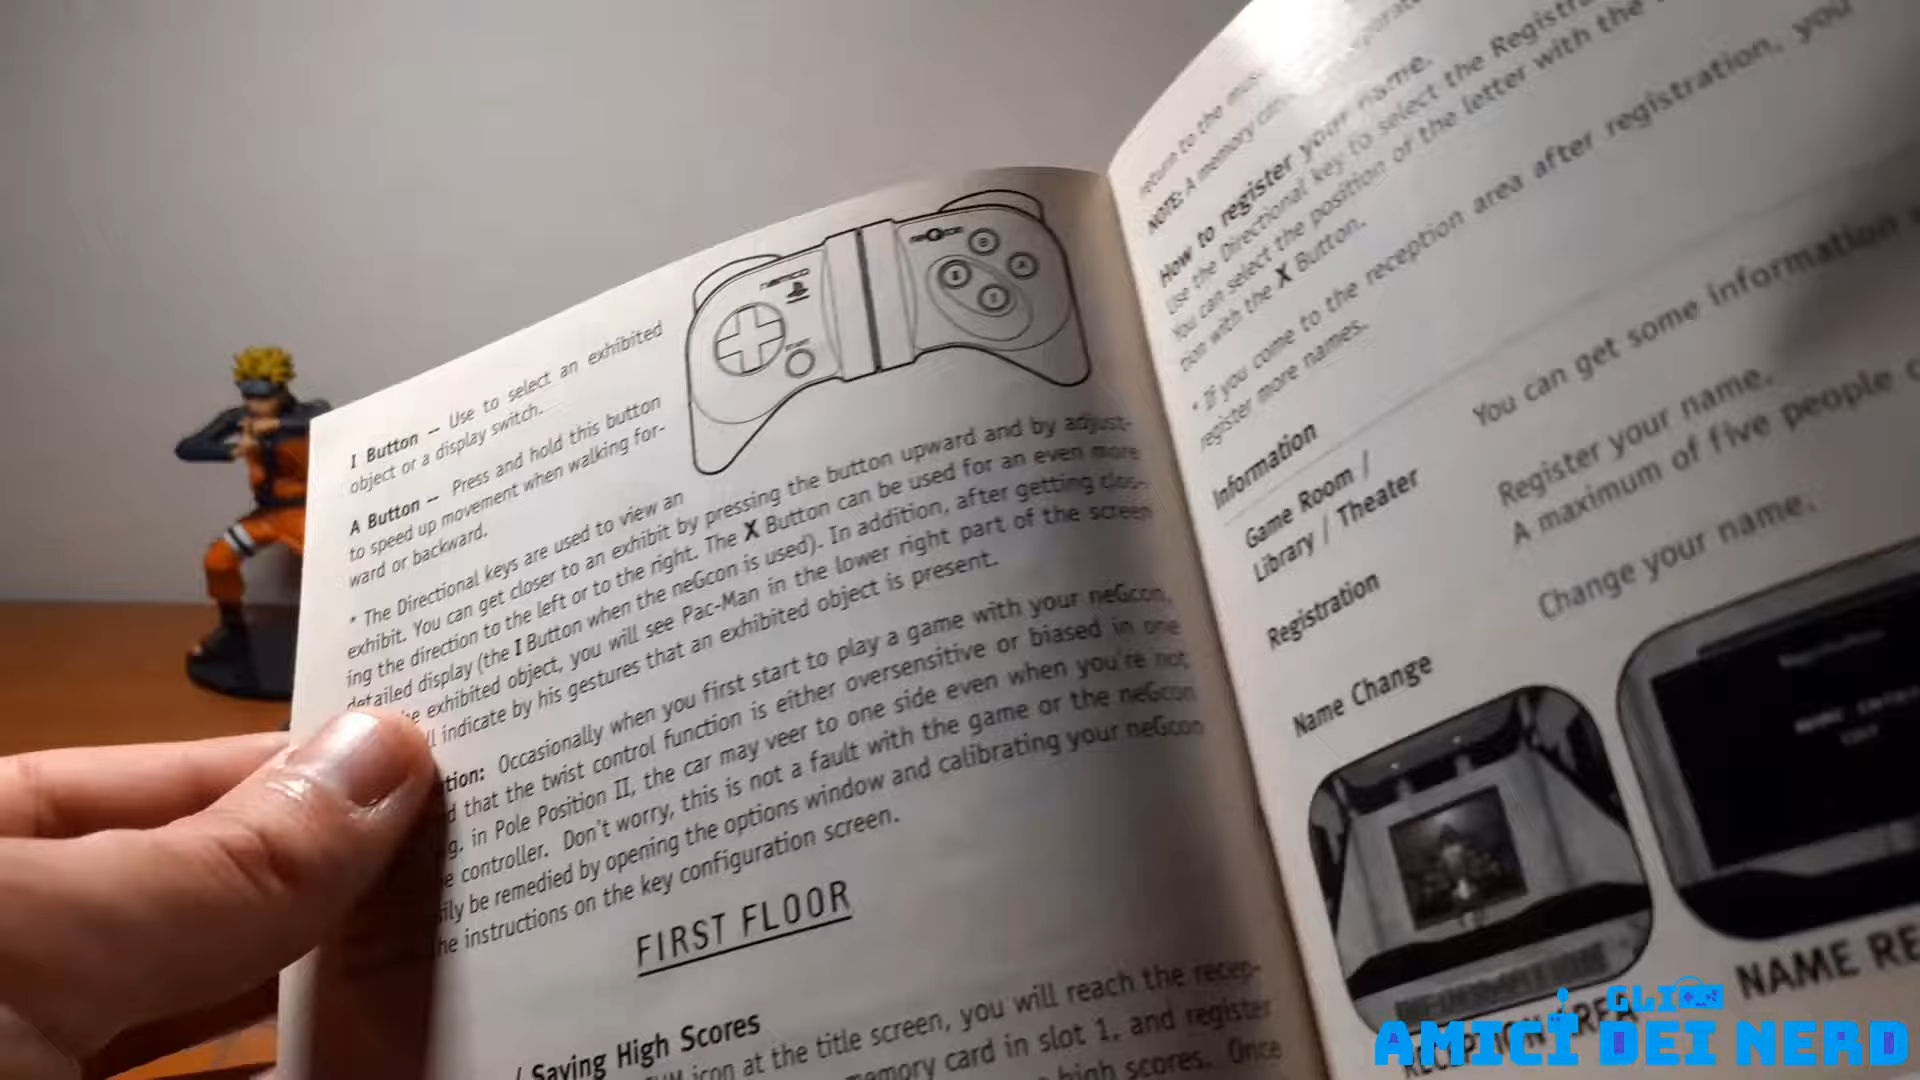 namco
neGcon
START
B
A
I
I Button – Use to select an exhibited
object or a display switch.
A Button – Press and hold this button
to speed up movement when walking for-
ward or backward.
* The Directional keys are used to view an
exhibit. You can get closer to an exhibit by pressing the button upward and by adjust-
ing the direction to the left or to the right. The X Button can be used for an even more
detailed display (the I Button when the neGcon is used). In addition, after getting clos-
exhibited object, you will see Pac-Man in the lower right part of the screen
indicate by his gestures that an exhibited object is present.
tion: Occasionally when you first start to play a game with your neGcon,
that the twist control function is either oversensitive or biased in one
in Pole Position II, the car may veer to one side even when you're not
controller. Don't worry, this is not a fault with the game or the neGcon
ily be remedied by opening the options window and calibrating your neGcon
he instructions on the key configuration screen.
FIRST FLOOR
/ Saving High Scores
icon at the title screen, you will reach the recep-
memory card in slot 1, and register
high scores. Once
return to the
NOTE: A memory
How to register your name.
Use the Directional key to select the Registra
You can select the position of the letter with the
tion with the X Button.
* If you come to the reception area after registration, you
register more names.
Information
You can get some information
Game Room /
Library / Theater
Register your name.
A maximum of five people
Registration
Change your name.
Name Change
RECEPTION AREA
NAME RE
GLI
AMICI DEI NERD